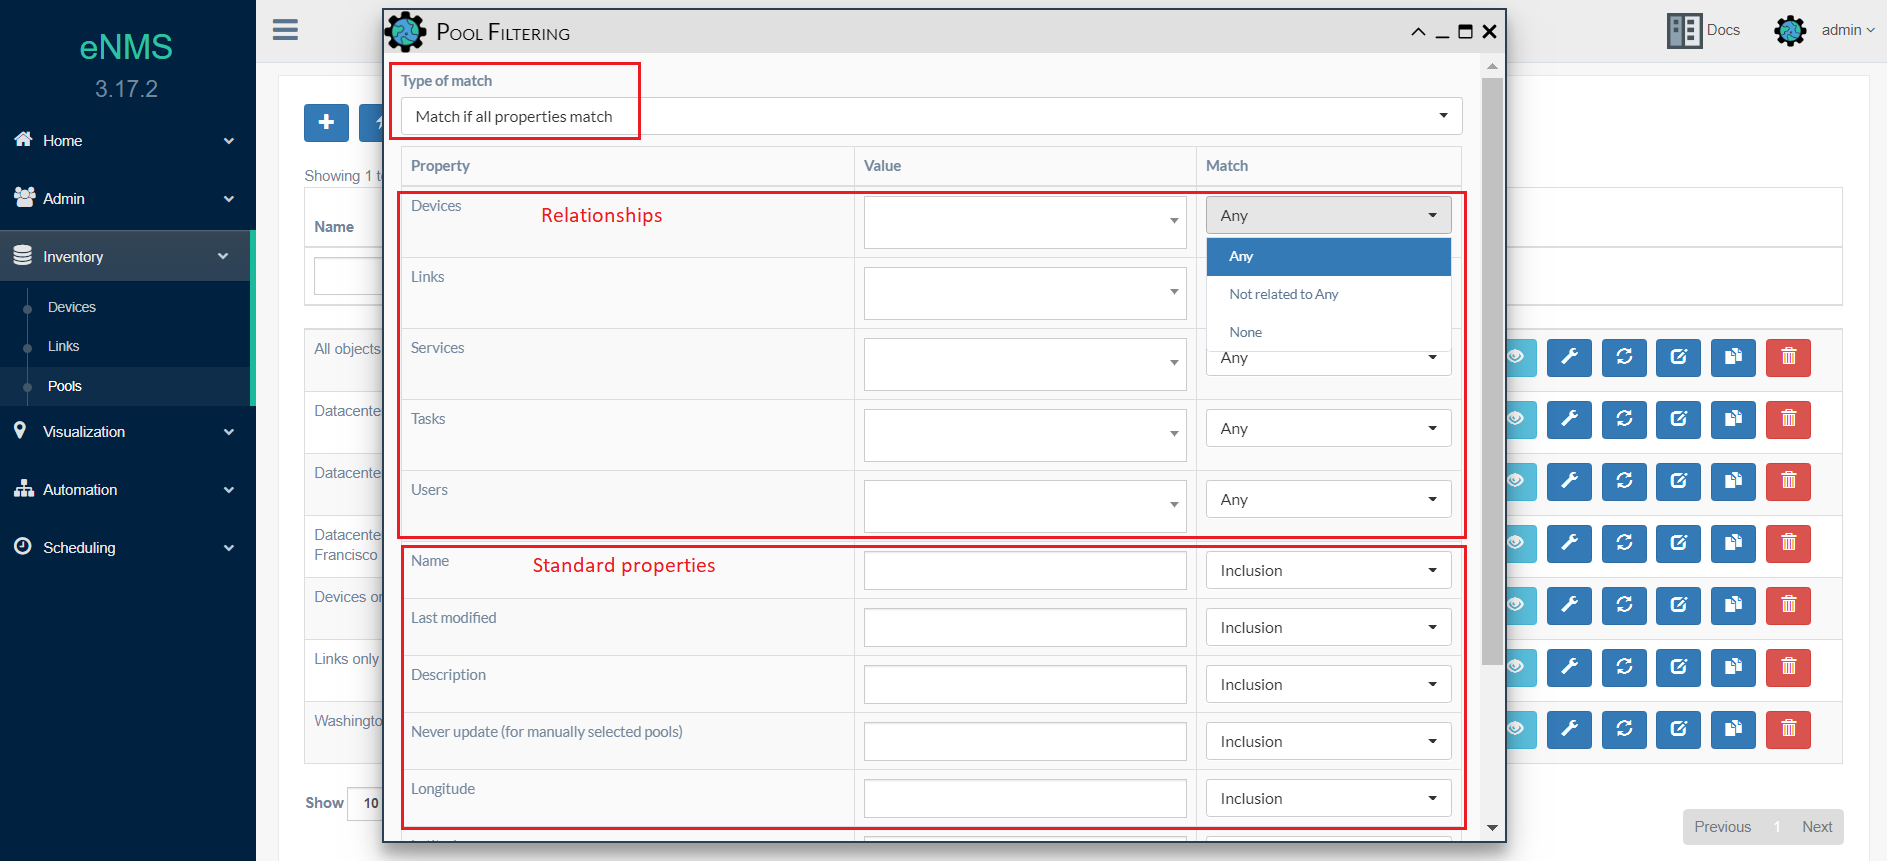 eNMS
3.17.2
Home
Admin
Inventory
Devices
Links
Pools
Visualization
Automation
Scheduling
Docs
admin
Showing 1 t
Name
All objects
Datacente
Datacente
Datacente
Francisco
Devices or
Links only
Washingto
Show 10
Previous 1 Next
Pool Filtering
Type of match
Match if all properties match
Property Value Match
Devices Relationships Any
Any
Not related to Any
None
Links
Services Any
Tasks Any
Users Any
Name Standard properties Inclusion
Last modified Inclusion
Description Inclusion
Never update (for manually selected pools) Inclusion
Longitude Inclusion